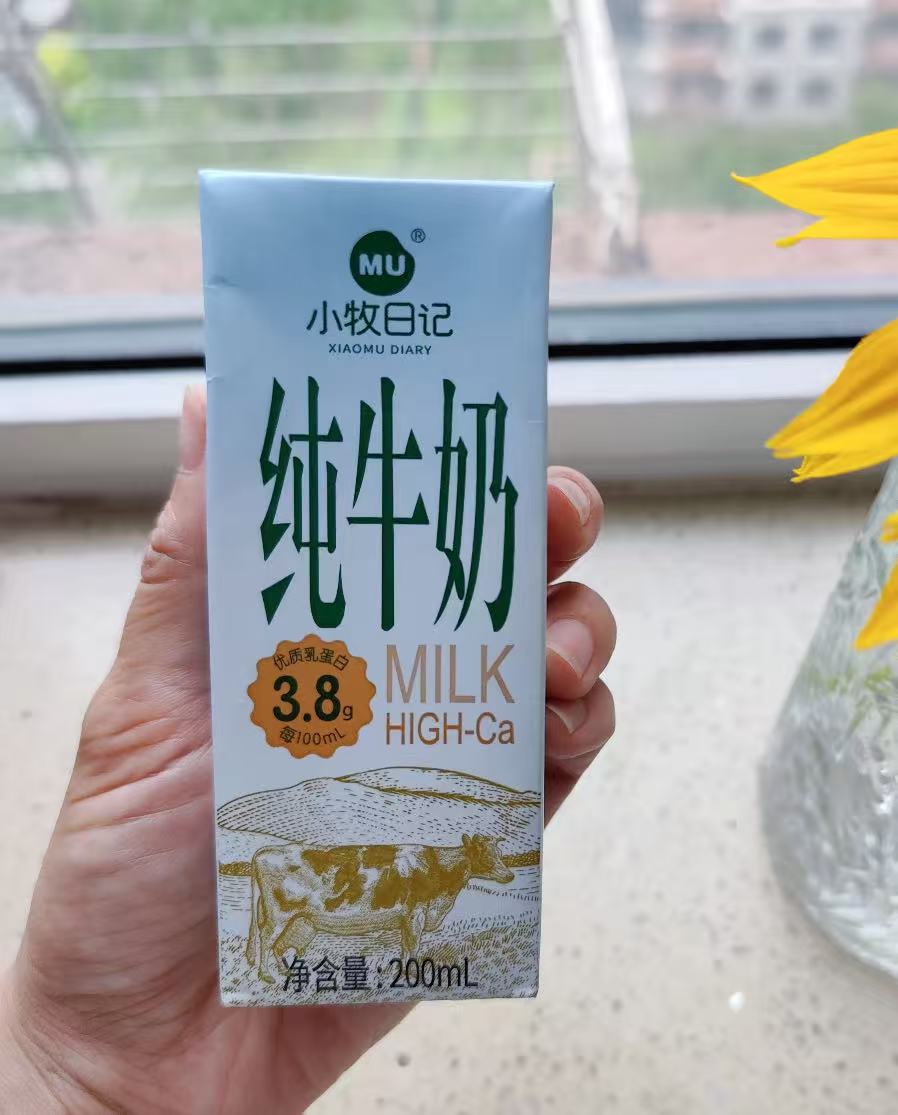 MU®
小牧日记
XIAOMU DIARY
纯牛奶
优质乳蛋白
3.8g
每100mL
MILK
HIGH-Ca
净含量:200mL